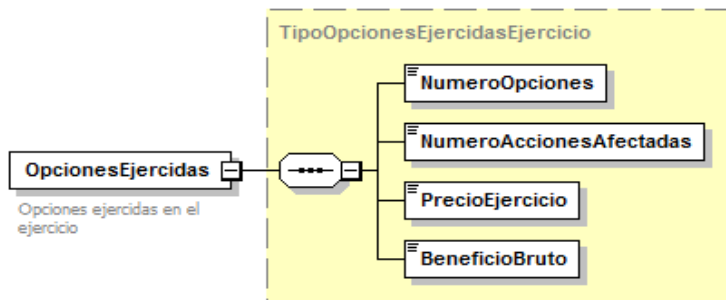 TipoOpcionesEjercidasEjercicio
NumeroOpciones
NumeroAccionesAfectadas
OpcionesEjercidas
Opciones ejercidas en el
ejercicio
PrecioEjercicio
BeneficioBruto